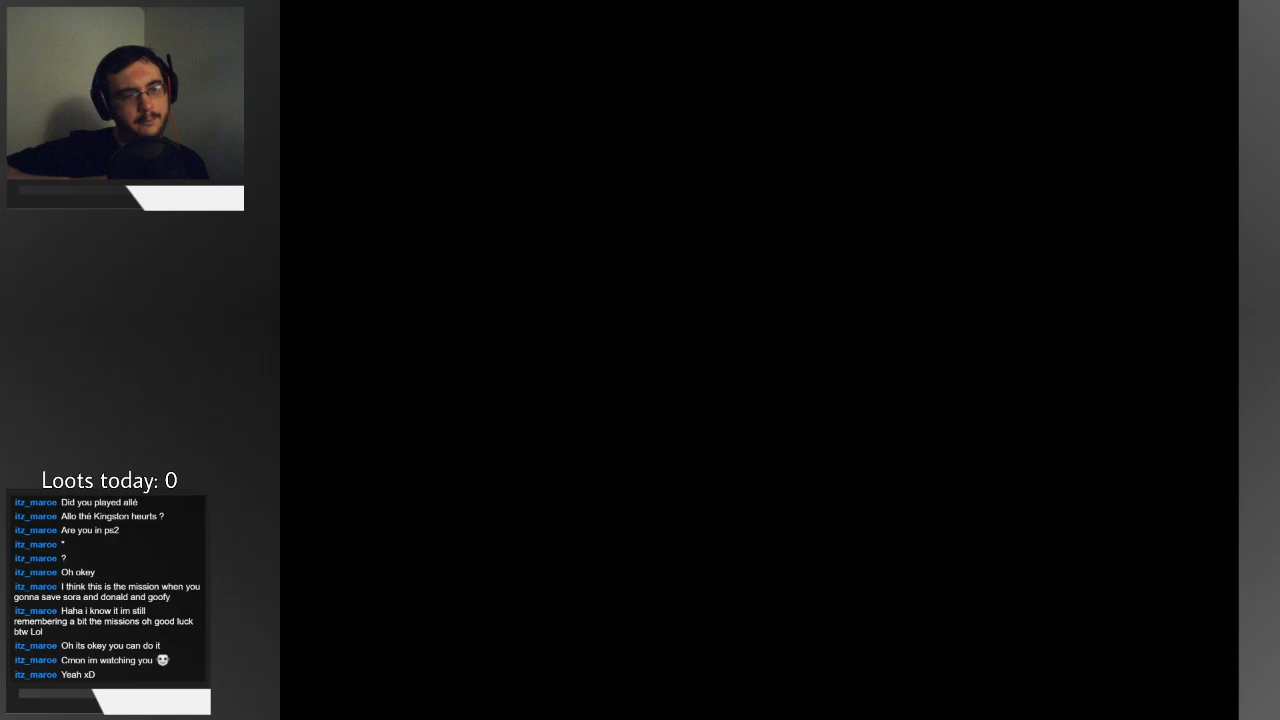 Loots today: 0
itz_maroe Did you played allé
itz_maroe Allo thé Kingston heurts ?
itz_maroe Are you in ps2
itz_maroe "
itz_maroe ?
itz_maroe Oh okey
itz_maroe I think this is the mission when you
gonna save sora and donald and goofy
itz_maroe Haha i know it im still
remembering a bit the missions oh good luck
btw Lol
itz_maroe Oh its okey you can do it
itz_maroe Cmon im watching you
itz_maroe Yeah xD